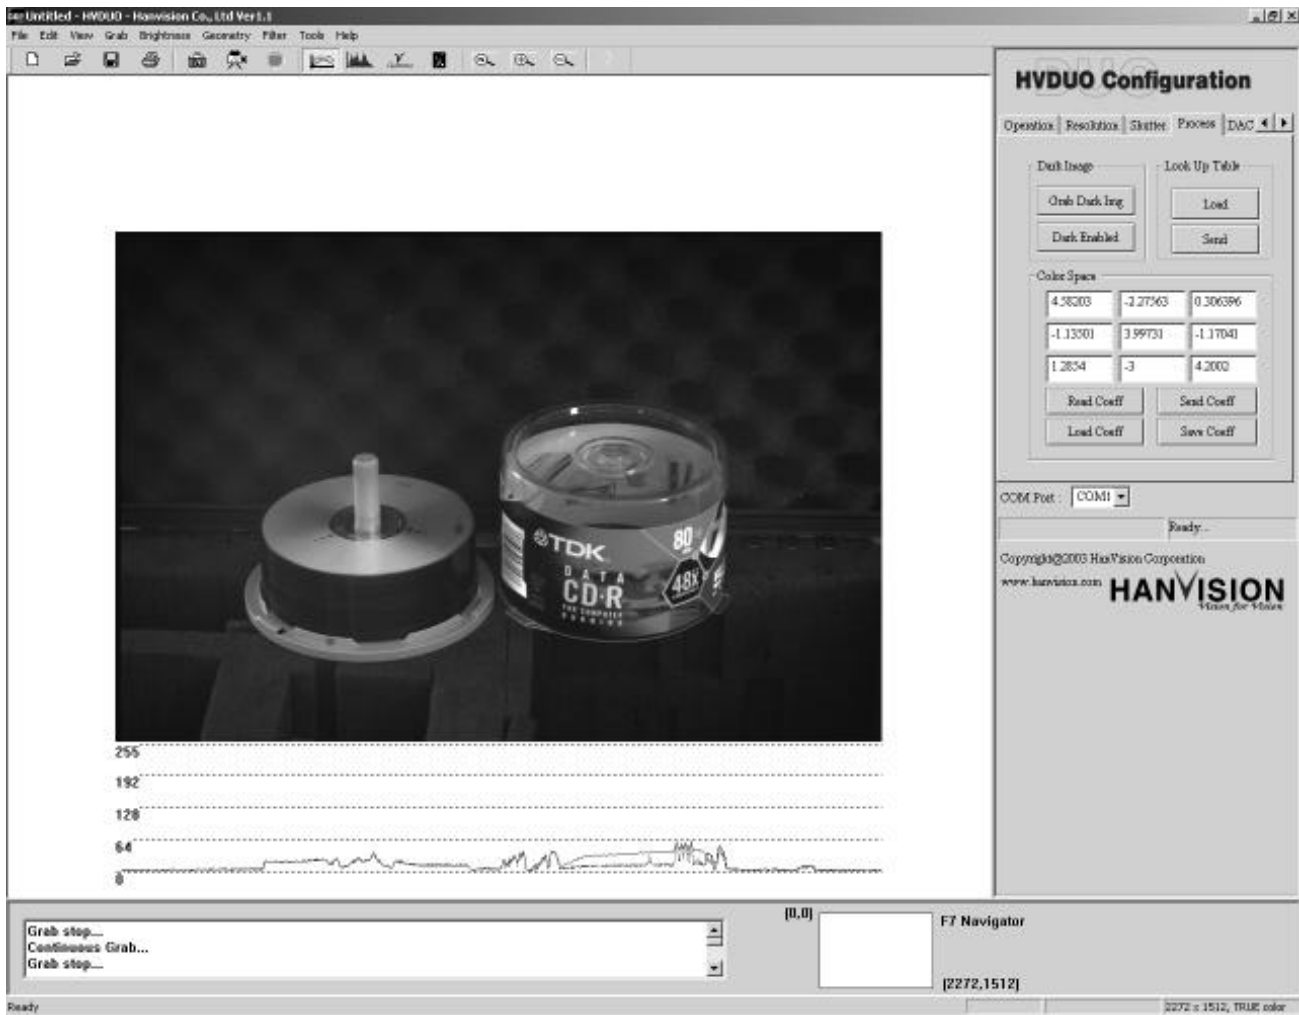 Untitled - HVDUO - Hanvision Co., Ltd Ver1.1
File Edit View Grab Brightness Geometry Filter Tools Help
HVDUO Configuration
Operation Resolution Shutter Process DAC
Dark Image
Look Up Table
Grab Dark Img
Load
Dark Enabled
Send
Color Space
4.58203 -2.27563 0.306396
-1.13501 3.99731 -1.17041
1.2854 -3 4.2002
Read Coeff
Send Coeff
Load Coeff
Save Coeff
COM Port : COM1
Ready...
Copyright@2003 HanVision Corporation
www.hanvision.com
HANVISION
Vision for Vision
TDK
DATA
CD-R
FOR COMPUTER
80
48X
255
192
128
64
0
Grab stop...
Continuous Grab...
Grab stop...
[0,0]
F7 Navigator
[2272,1512]
Ready
2272 x 1512, TRUE color